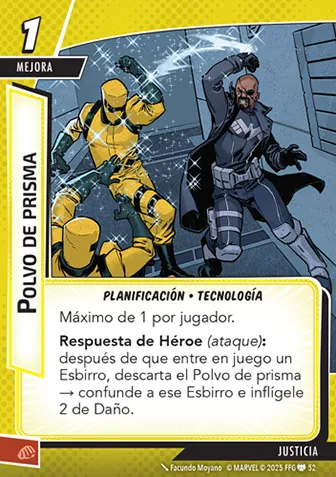 1
MEJORA
POLVO DE PRISMA
PLANIFICACIÓN • TECNOLOGÍA
Máximo de 1 por jugador.
Respuesta de Héroe (ataque):
después de que entre en juego un
Esbirro, descarta el Polvo de prisma
→ confunde a ese Esbirro e inflígele
2 de Daño.
JUSTICIA
Facundo Moyano © MARVEL © 2025 FFG 52